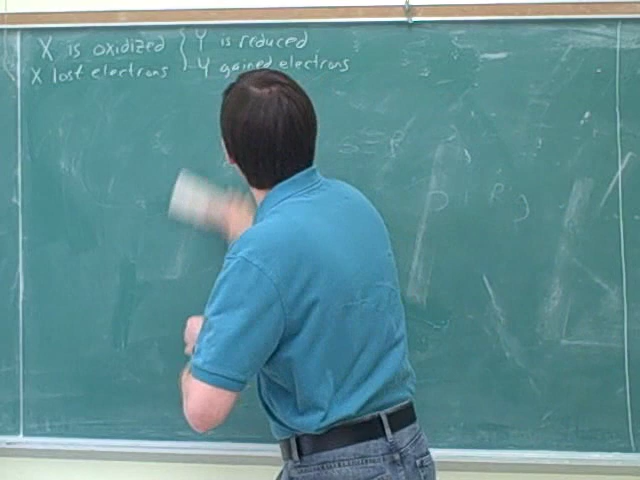 X is oxidized { Y is reduced
X lost electrons Y gained electrons